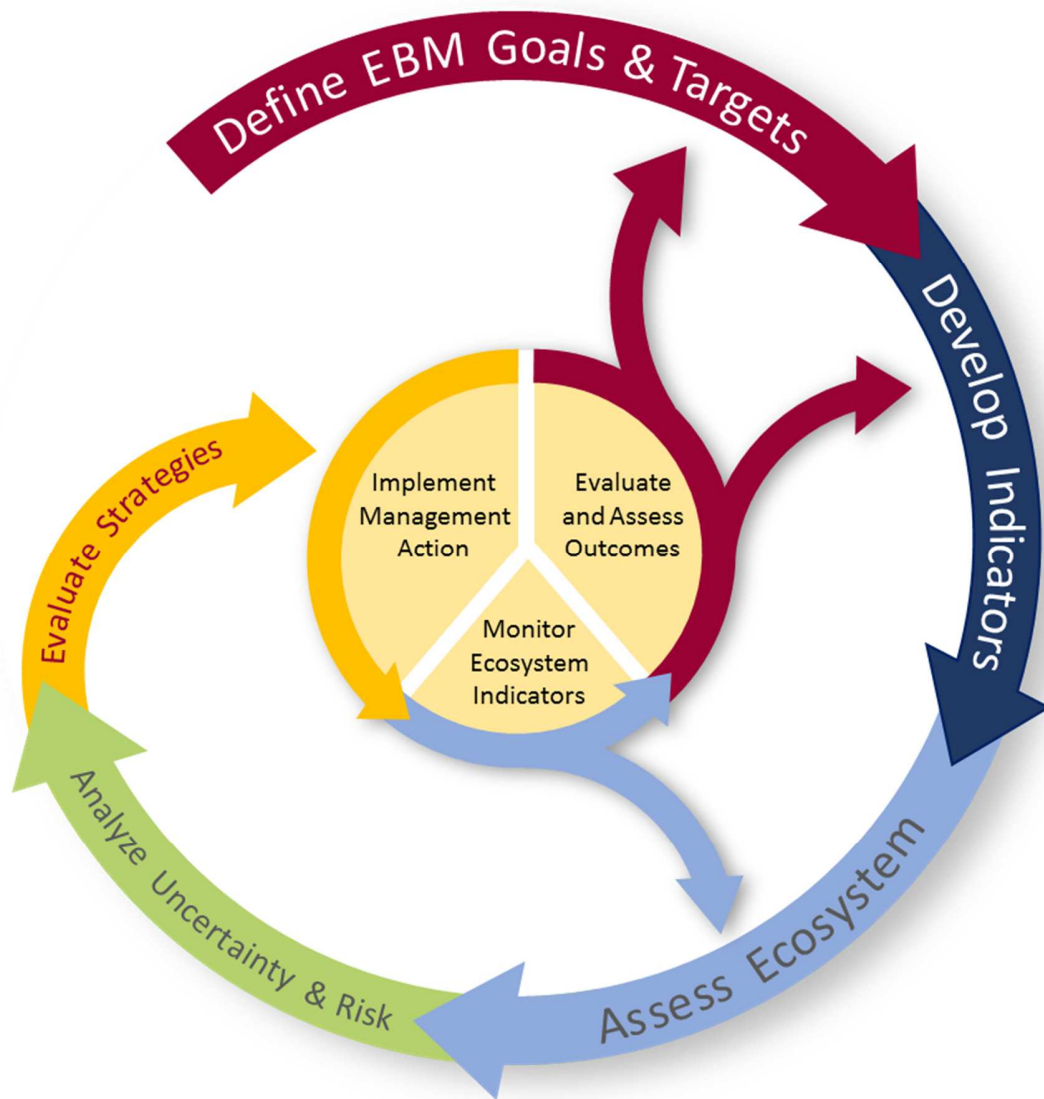 Define EBM Goals & Targets
Develop Indicators
Assess Ecosystem
Analyze Uncertainty & Risk
Evaluate Strategies
Implement
Management
Action
Evaluate
and Assess
Outcomes
Monitor
Ecosystem
Indicators